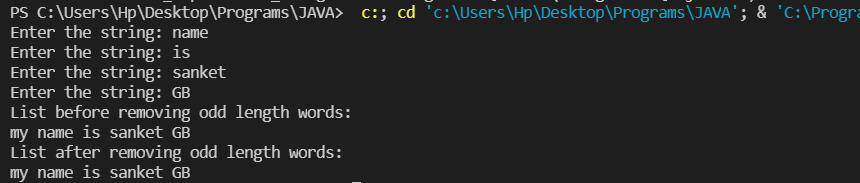 PS C:\Users\Hp\Desktop\Programs\JAVA>  c:; cd 'c:\Users\Hp\Desktop\Programs\JAVA'; & 'C:\Progra
Enter the string: name
Enter the string: is
Enter the string: sanket
Enter the string: GB
List before removing odd length words:
my name is sanket GB
List after removing odd length words:
my name is sanket GB